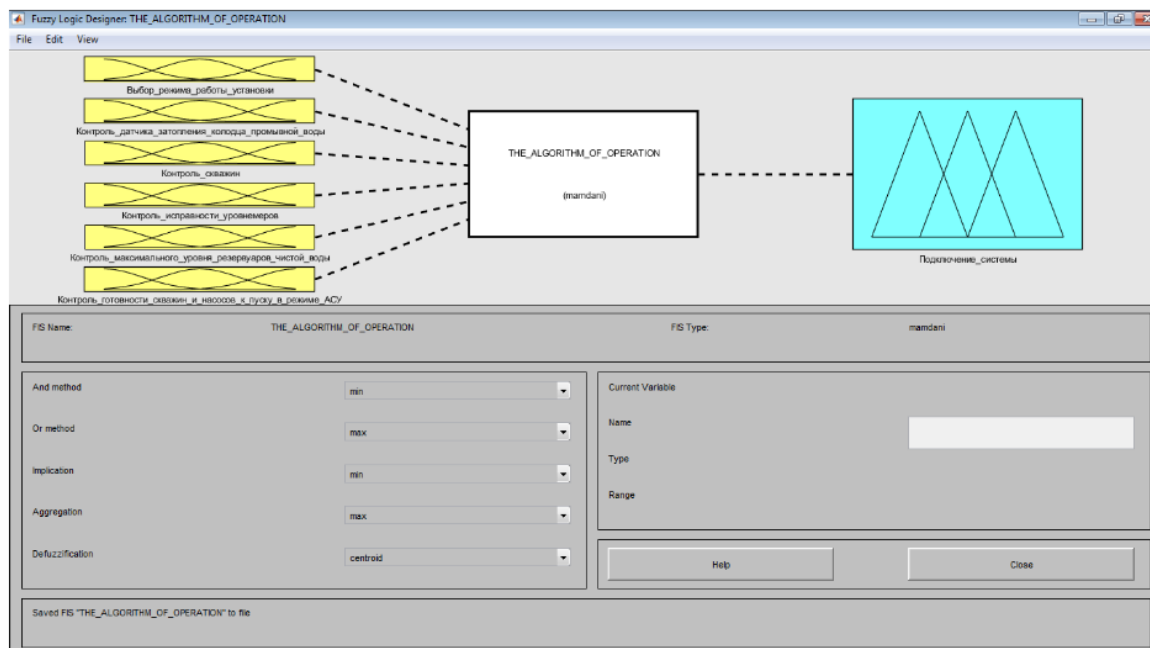 Fuzzy Logic Designer: THE_ALGORITHM_OF_OPERATION
File Edit View
Выбор_режима_работы_установки
Контроль_датчика_затопления_колодца_промывной_воды
Контроль_скважин
Контроль_исправности_уровнемеров
Контроль_максимального_уровня_резервуаров_чистой_воды
Контроль_готовности_скважин_и_насосов_к_пуску_в_режиме_АСУ
THE_ALGORITHM_OF_OPERATION
(mamdani)
Подключение_системы
FIS Name: THE_ALGORITHM_OF_OPERATION FIS Type: mamdani
And method min
Or method max
Implication min
Aggregation max
Defuzzification centroid
Current Variable
Name
Type
Range
Help Close
Saved FIS "THE_ALGORITHM_OF_OPERATION" to file